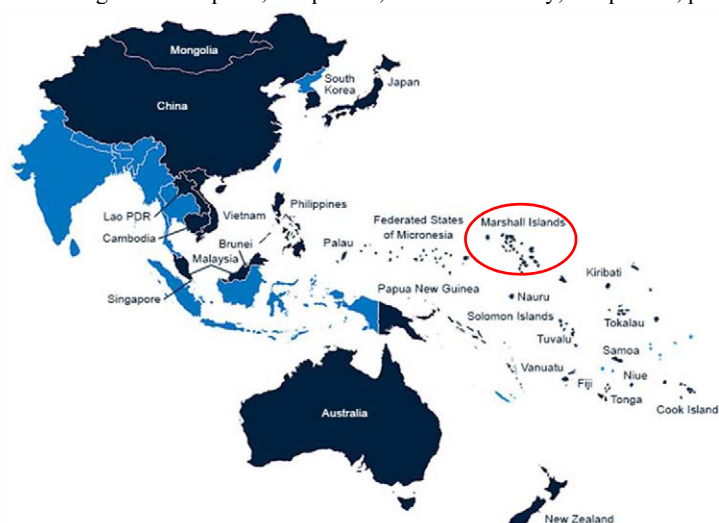 Mongolia
South
Korea
Japan
China
Lao PDR
Vietnam
Philippines
Cambodia
Brunei
Malaysia
Singapore
Palau
Federated States
of Micronesia
Marshall Islands
Papua New Guinea
Nauru
Kiribati
Solomon Islands
Tokalau
Tuvalu
Samoa
Vanuatu
Fiji
Niue
Tonga
Cook Island
Australia
New Zealand